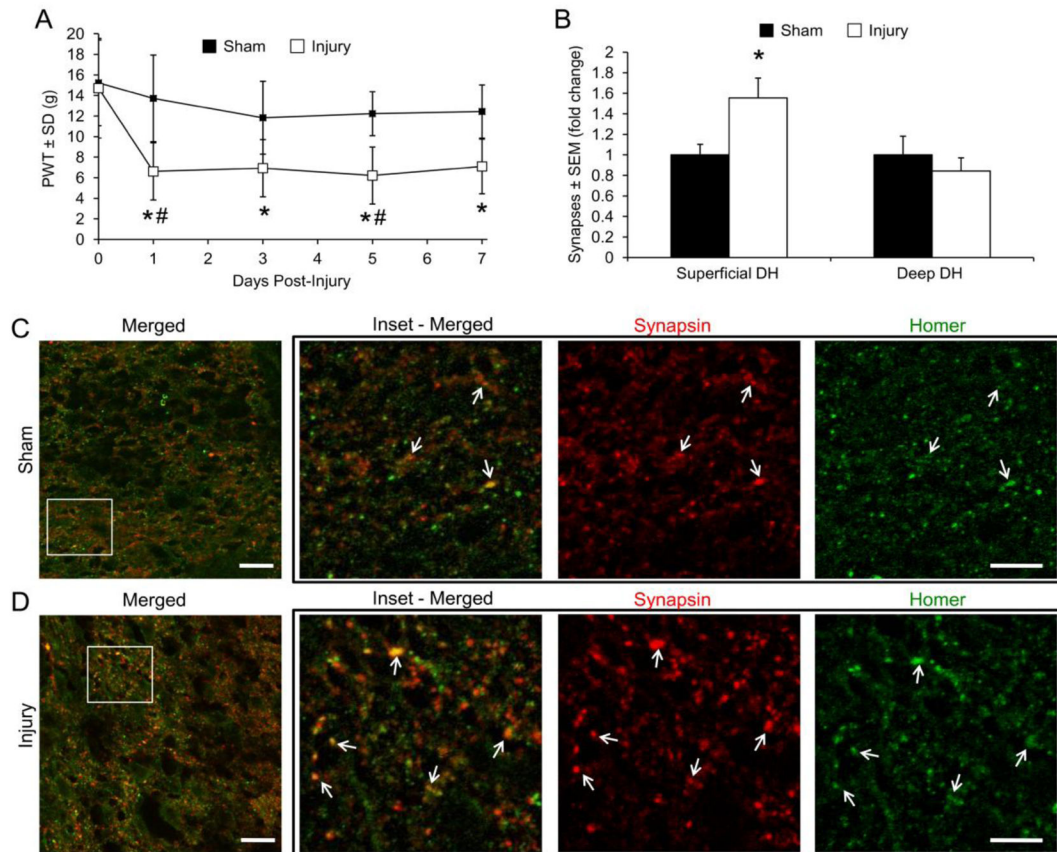 A
Sham
Injury
PWT ± SD (g)
20
18
16
14
12
10
8
6
4
2
0
*#
*
*#
*
0 1 2 3 4 5 6 7
Days Post-Injury
B
Sham
Injury
Synapses ± SEM (fold change)
2
1.8
1.6
1.4
1.2
1
0.8
0.6
0.4
0.2
0
*
Superficial DH
Deep DH
C
Merged
Inset - Merged
Synapsin
Homer
Sham
D
Merged
Inset - Merged
Synapsin
Homer
Injury